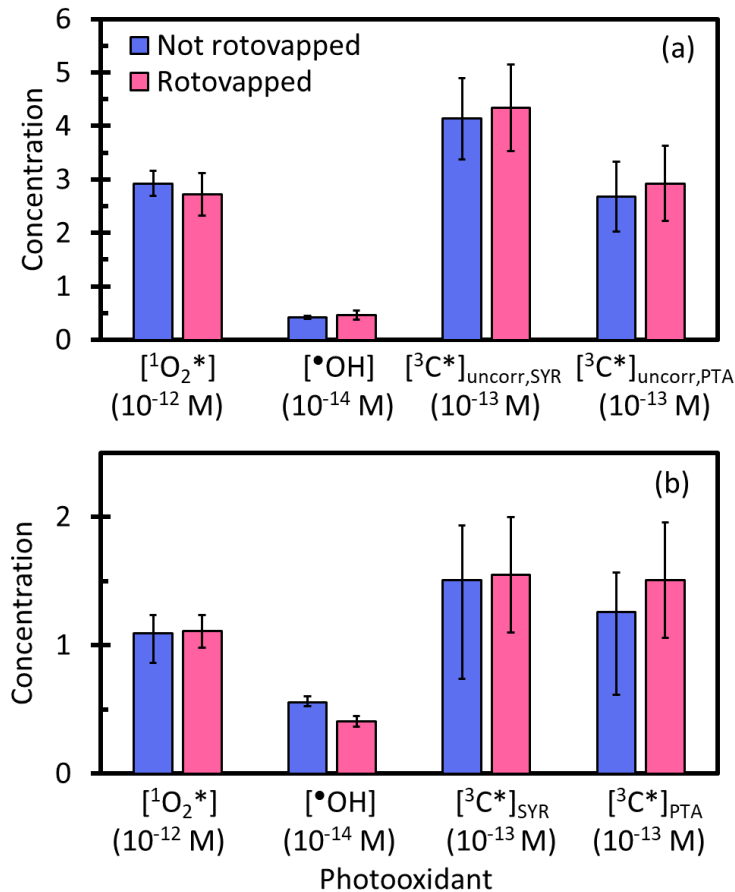 6
5
4
3
2
1
0
Concentration
Not rotovapped
Rotovapped
(a)
[¹O₂*] [•OH] [³C*]uncorr,SYR [³C*]uncorr,PTA
(10⁻¹² M) (10⁻¹⁴ M) (10⁻¹³ M) (10⁻¹³ M)
2
1
0
Concentration
(b)
[¹O₂*] [•OH] [³C*]SYR [³C*]PTA
(10⁻¹² M) (10⁻¹⁴ M) (10⁻¹³ M) (10⁻¹³ M)
Photooxidant